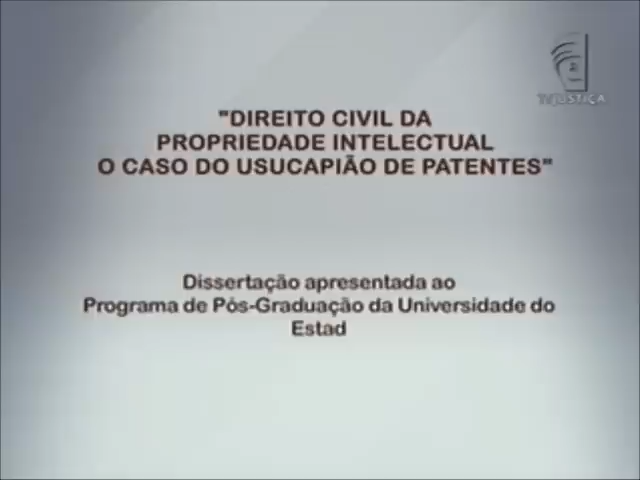 TV JUSTIÇA
"DIREITO CIVIL DA
PROPRIEDADE INTELECTUAL
O CASO DO USUCAPIÃO DE PATENTES"
Dissertação apresentada ao
Programa de Pós-Graduação da Universidade do
Estad